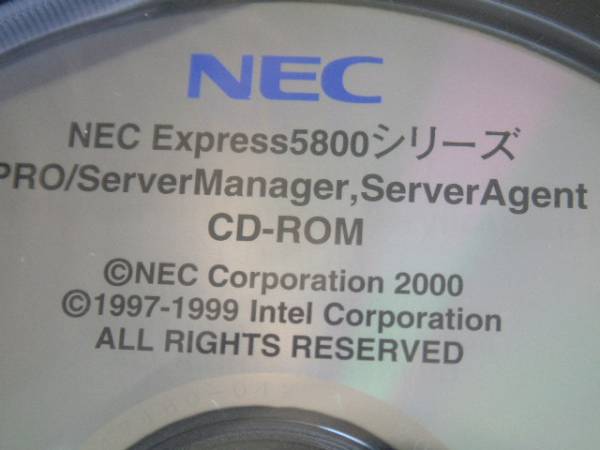 NEC
NEC Express5800シリーズ
PRO/ServerManager,ServerAgent
CD-ROM
©NEC Corporation 2000
©1997-1999 Intel Corporation
ALL RIGHTS RESERVED